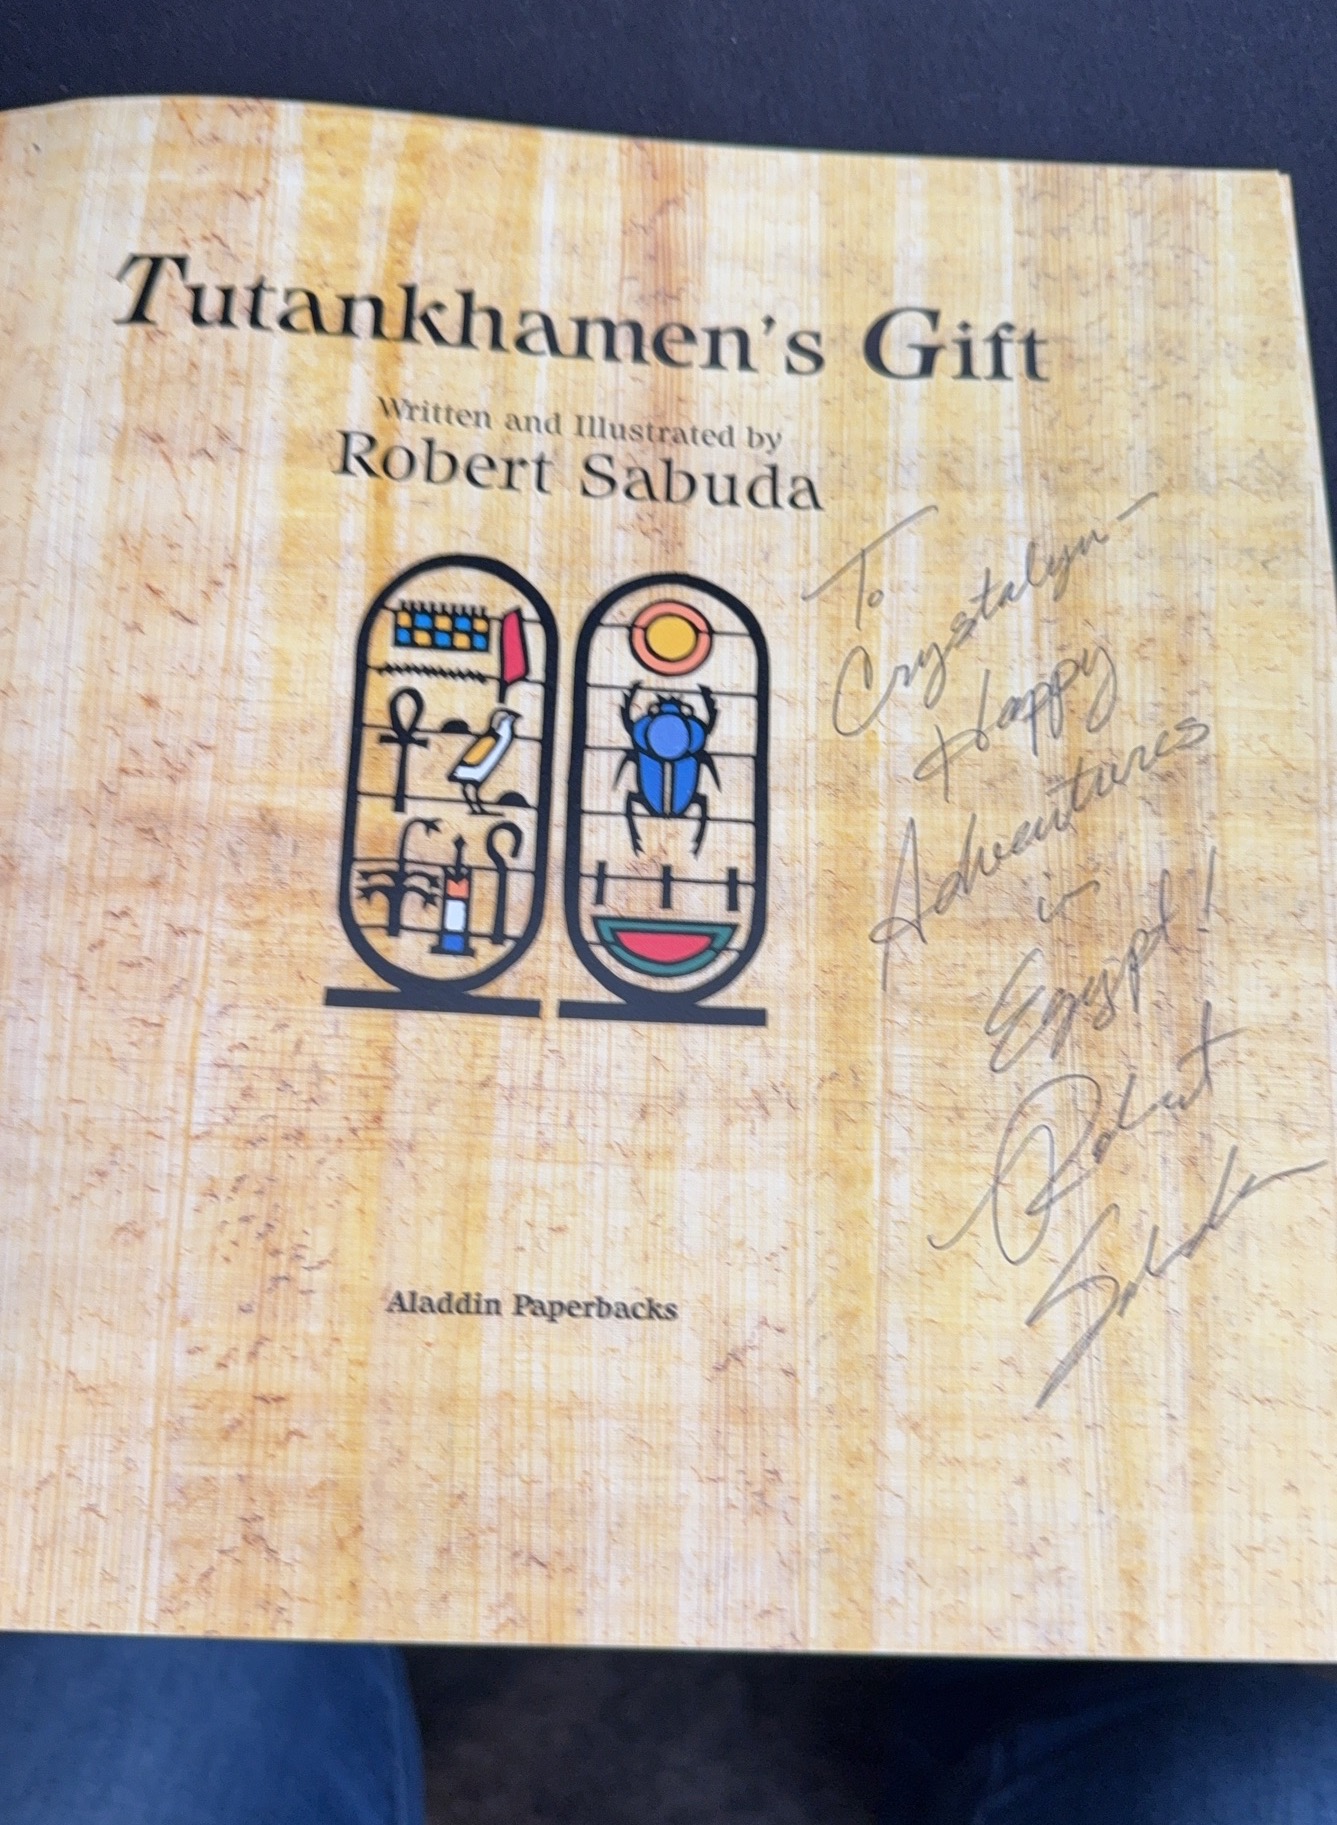 Tutankhamen's Gift
Written and Illustrated by
Robert Sabuda
To
Crystalyn-
Happy
Adventures
in
Egypt!
Robert
Sabuda
Aladdin Paperbacks